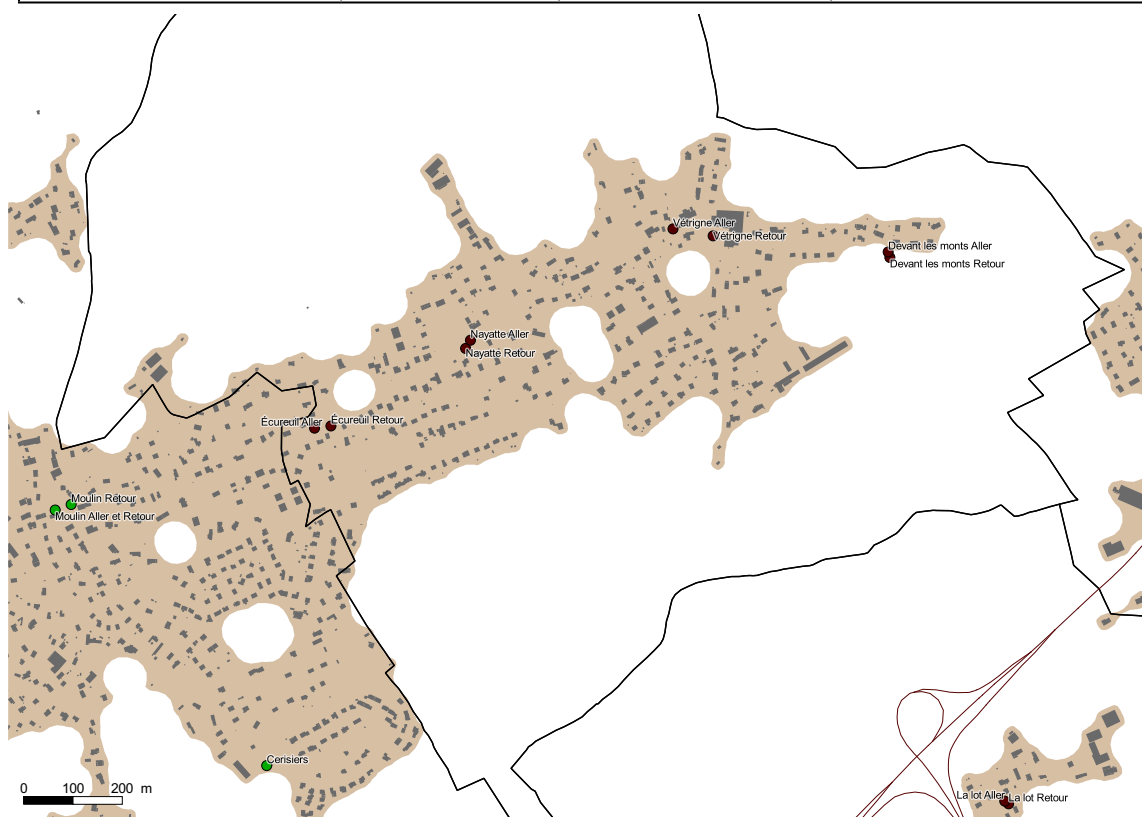 Vétrigne Aller
Vétrigne Retour
Devant les monts Aller
Devant les monts Retour
Nayatte Aller
Nayatte Retour
Écureuil Aller
Écureuil Retour
Moulin Retour
Moulin Aller et Retour
Cerisiers
0 100 200 m
La lot Aller
La lot Retour